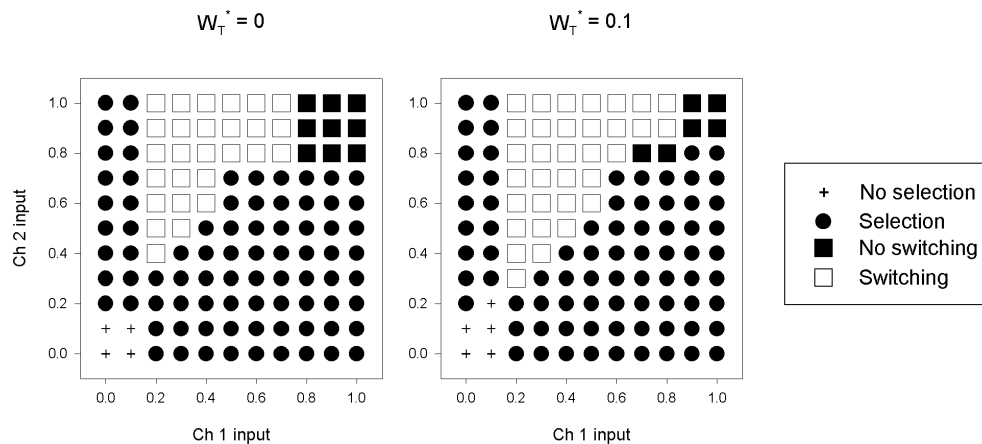 W_T^* = 0
W_T^* = 0.1
Ch 2 input
1.0
0.8
0.6
0.4
0.2
0.0
0.0 0.2 0.4 0.6 0.8 1.0
Ch 1 input
1.0
0.8
0.6
0.4
0.2
0.0
0.0 0.2 0.4 0.6 0.8 1.0
Ch 1 input
+ No selection
Selection
No switching
Switching